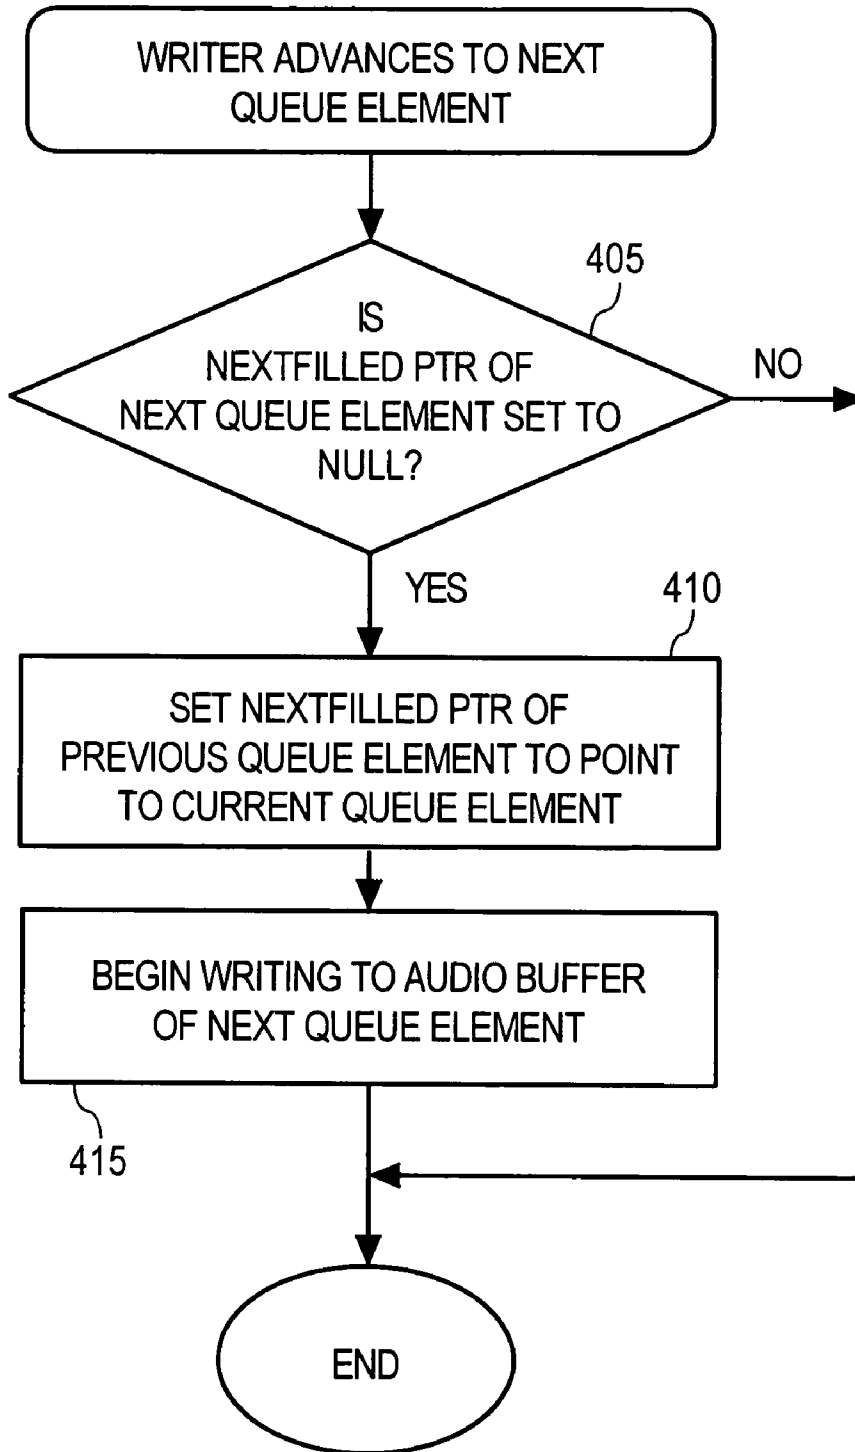 WRITER ADVANCES TO NEXT
QUEUE ELEMENT
405
IS
NEXTFILLED PTR OF
NEXT QUEUE ELEMENT SET TO
NULL?
NO
YES
410
SET NEXTFILLED PTR OF
PREVIOUS QUEUE ELEMENT TO POINT
TO CURRENT QUEUE ELEMENT
BEGIN WRITING TO AUDIO BUFFER
OF NEXT QUEUE ELEMENT
415
END